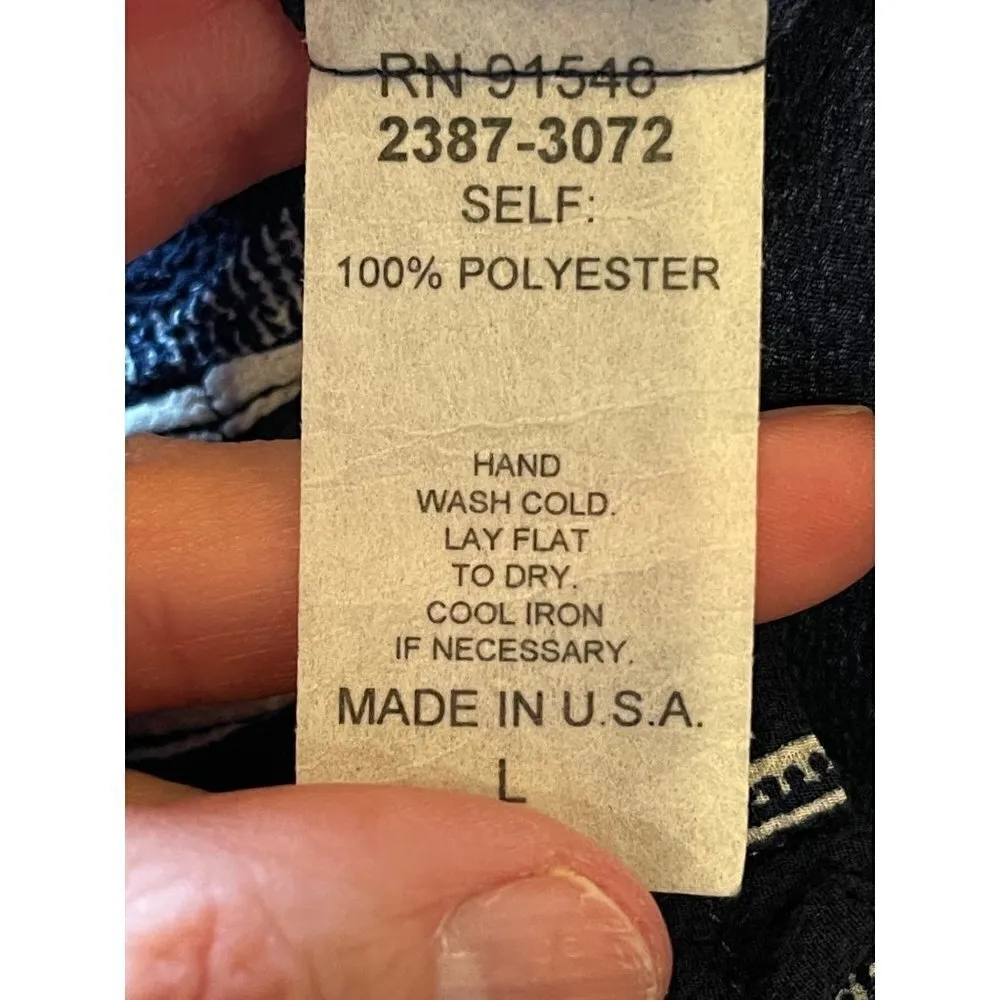 RN 91548
2387-3072
SELF:
100% POLYESTER
HAND
WASH COLD.
LAY FLAT
TO DRY.
COOL IRON
IF NECESSARY.
MADE IN U.S.A.
L